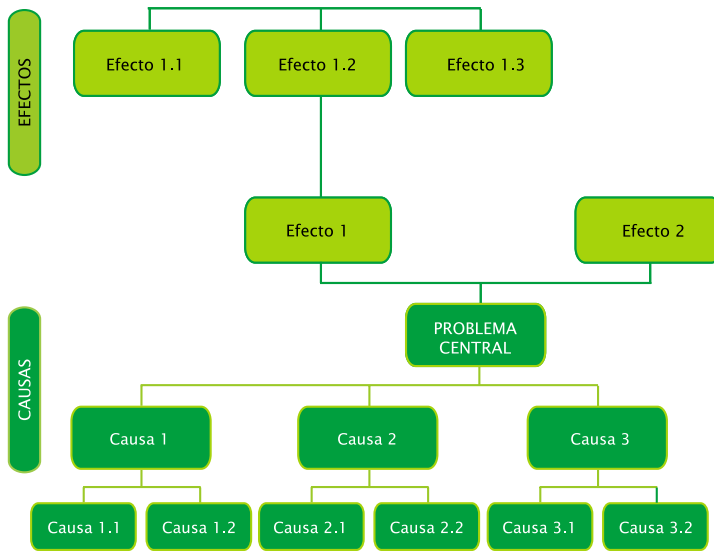 EFECTOS
Efecto 1.1
Efecto 1.2
Efecto 1.3
Efecto 1
Efecto 2
CAUSAS
PROBLEMA
CENTRAL
Causa 1
Causa 2
Causa 3
Causa 1.1
Causa 1.2
Causa 2.1
Causa 2.2
Causa 3.1
Causa 3.2